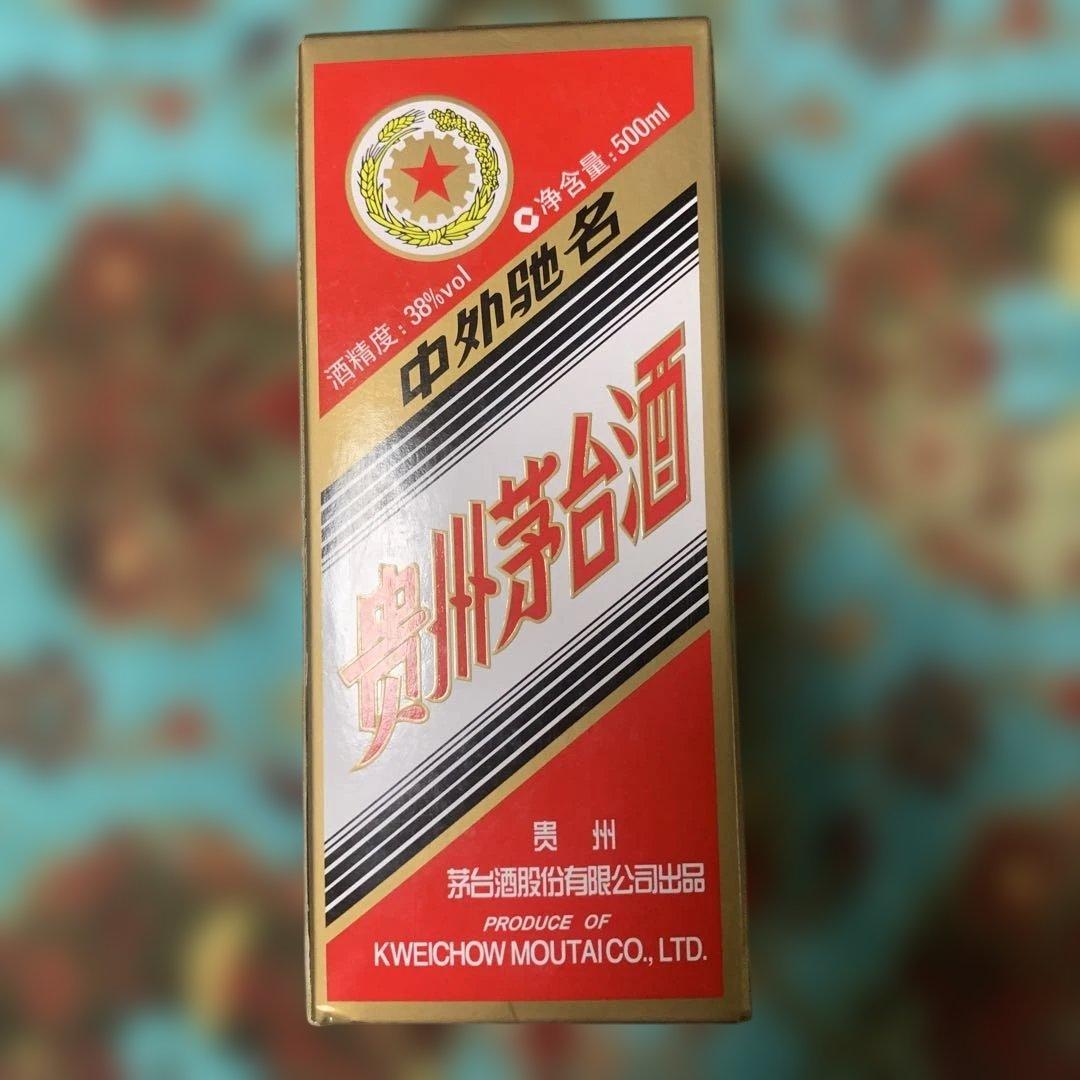 净含量:500ml
酒精度:38%vol
中外驰名
贵州茅台酒
贵州
茅台酒股份有限公司出品
PRODUCE OF
KWEICHOW MOUTAI CO., LTD.